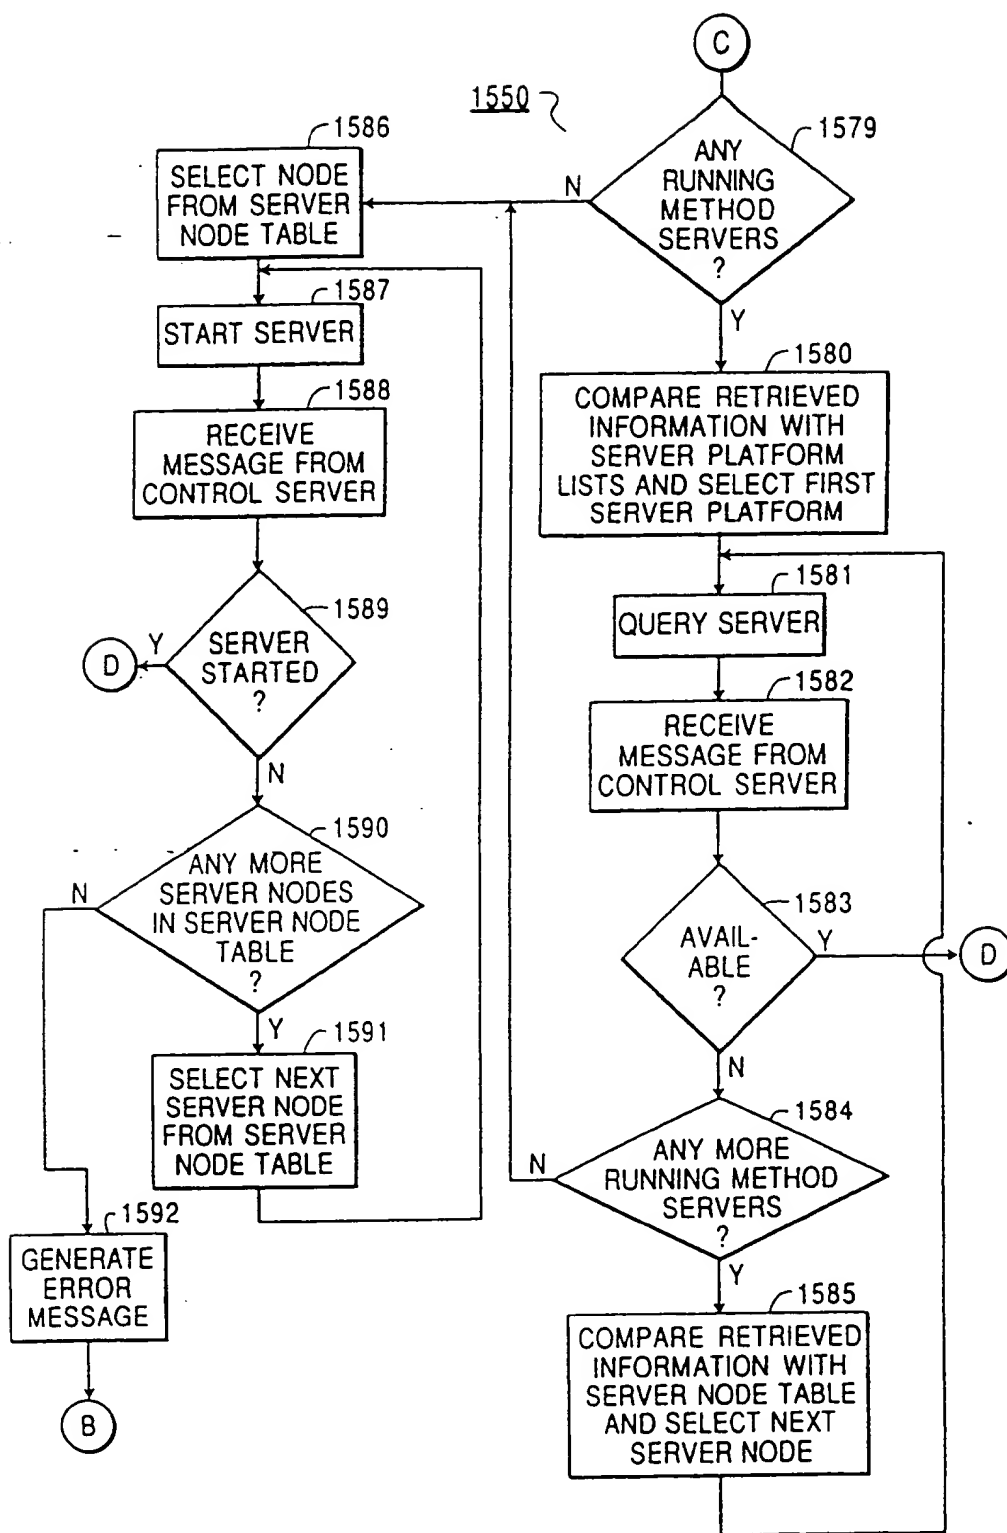 C
1550
1579
ANY
RUNNING
METHOD
SERVERS
?
N
Y
1586
SELECT NODE
FROM SERVER
NODE TABLE
1587
START SERVER
1588
RECEIVE
MESSAGE FROM
CONTROL SERVER
1589
SERVER
STARTED
?
Y
D
N
1590
ANY MORE
SERVER NODES
IN SERVER NODE
TABLE
?
N
Y
1591
SELECT NEXT
SERVER NODE
FROM SERVER
NODE TABLE
1592
GENERATE
ERROR
MESSAGE
B
1580
COMPARE RETRIEVED
INFORMATION WITH
SERVER PLATFORM
LISTS AND SELECT FIRST
SERVER PLATFORM
1581
QUERY SERVER
1582
RECEIVE
MESSAGE FROM
CONTROL SERVER
1583
AVAIL-
ABLE
?
Y
D
N
1584
ANY MORE
RUNNING METHOD
SERVERS
?
N
Y
1585
COMPARE RETRIEVED
INFORMATION WITH
SERVER NODE TABLE
AND SELECT NEXT
SERVER NODE